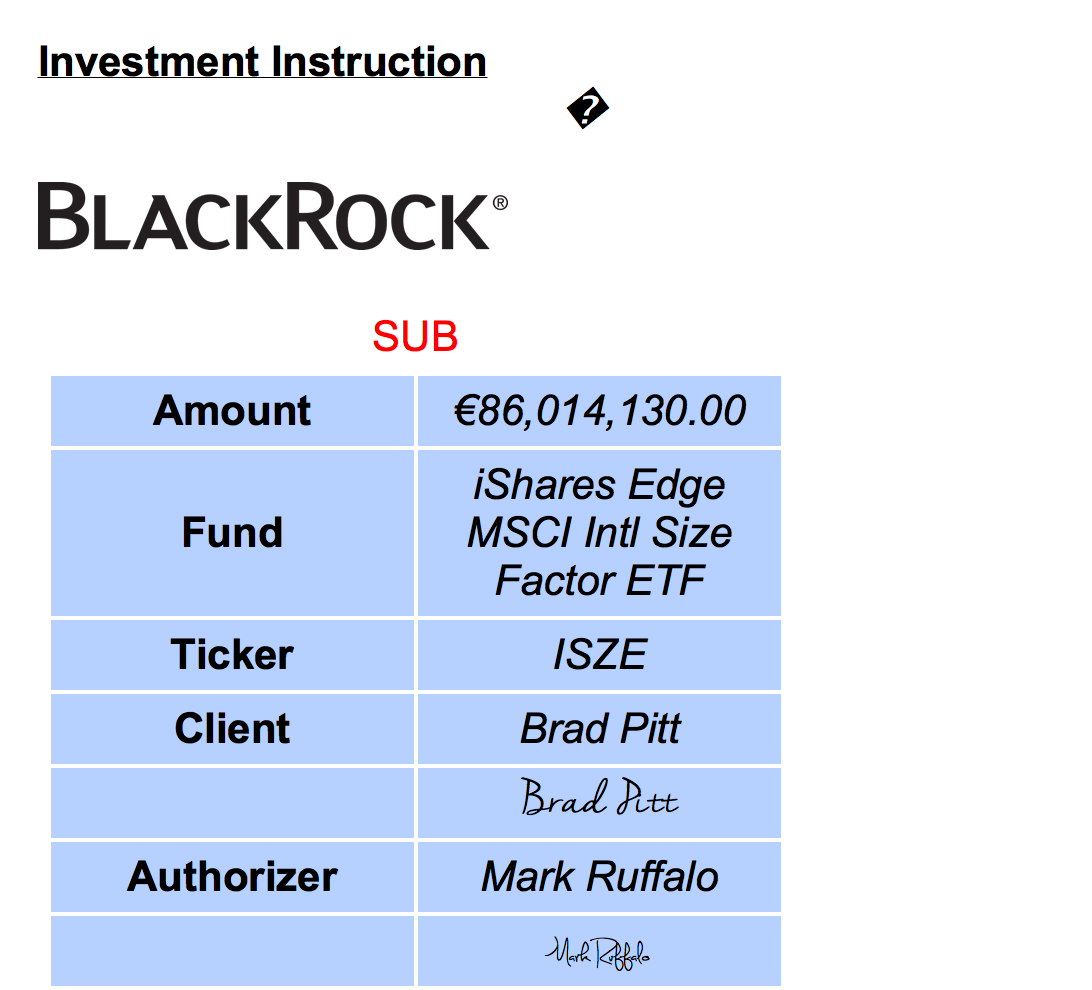 Investment Instruction
�
BLACKROCK®
SUB
Amount €86,014,130.00
Fund iShares Edge
MSCI Intl Size
Factor ETF
Ticker ISZE
Client Brad Pitt
Brad Pitt
Authorizer Mark Ruffalo
Mark Ruffalo